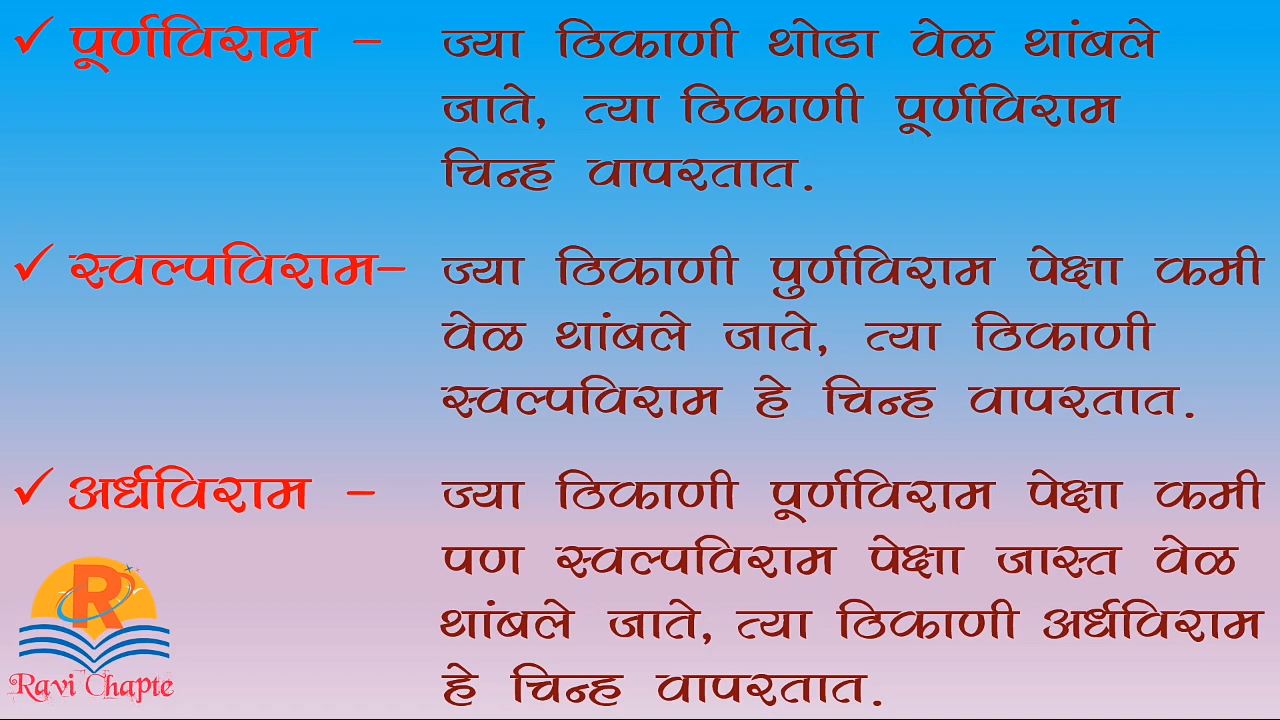 ✓ पूर्णविराम – ज्या ठिकाणी थोडा वेळ थांबले
जाते, त्या ठिकाणी पूर्णविराम
चिन्ह वापरतात.
✓ स्वल्पविराम– ज्या ठिकाणी पुर्णविराम पेक्षा कमी
वेळ थांबले जाते, त्या ठिकाणी
स्वल्पविराम हे चिन्ह वापरतात.
✓ अर्धविराम – ज्या ठिकाणी पूर्णविराम पेक्षा कमी
पण स्वल्पविराम पेक्षा जास्त वेळ
थांबले जाते, त्या ठिकाणी अर्धविराम
हे चिन्ह वापरतात.
R
Ravi Chapte